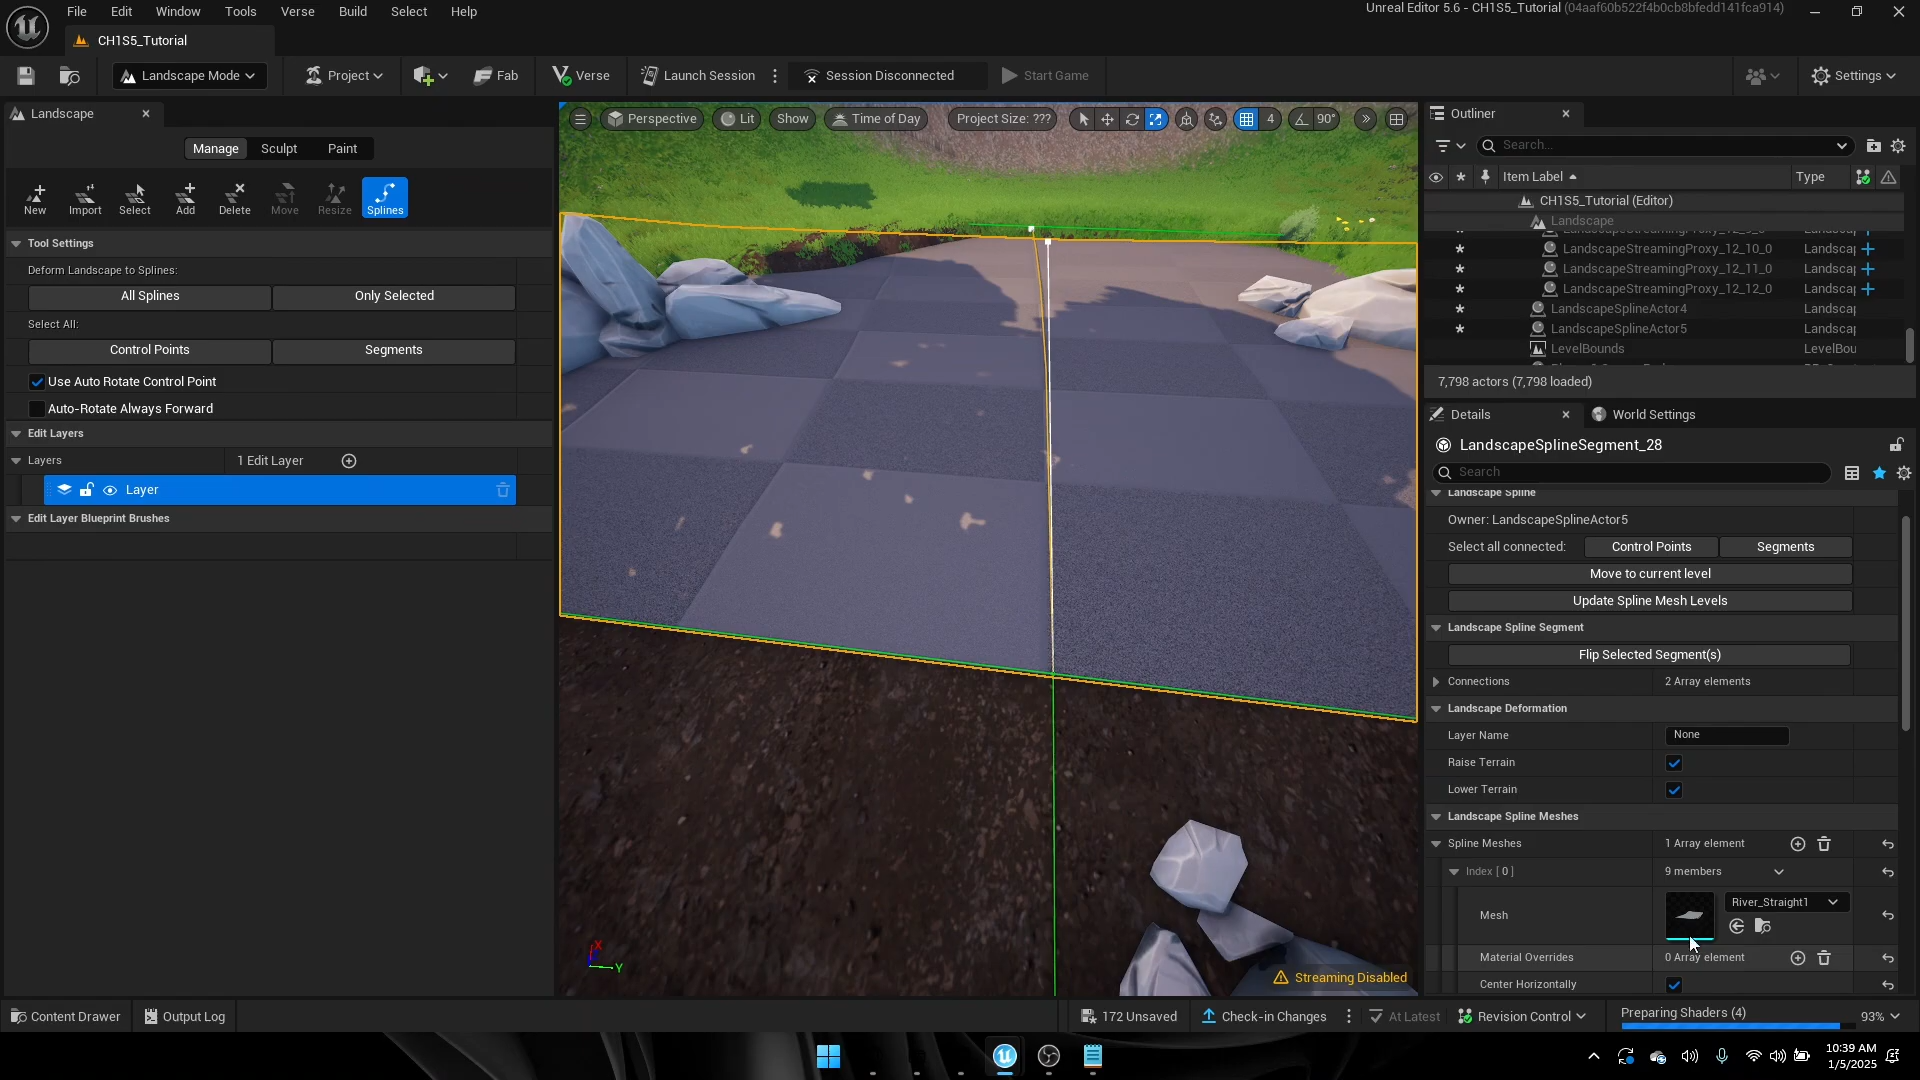 File Edit View Window Tools Verse Build Select Help
Unreal Editor 5.6 - CH1S5_Tutorial (04aaf60b522f4b0cb8bfedd141fca914)
CH1S5_Tutorial
Landscape Mode
Project
Fab
Verse
Launch Session
Session Disconnected
Start Game
Settings
Landscape
Manage Sculpt Paint
New Import Select Add Delete Move Resize Splines
Tool Settings
Deform Landscape to Splines:
All Splines Only Selected
Select All:
Control Points Segments
Use Auto Rotate Control Point
Auto-Rotate Always Forward
Edit Layers
Layers 1 Edit Layer
Layer
Edit Layer Blueprint Brushes
Perspective Lit Show Time of Day Project Size: ??? 4 90°
X
Y
Streaming Disabled
Outliner
Search...
Item Label Type
CH1S5_Tutorial (Editor)
Landscape
LandscapeStreamingProxy_12_10_0 Landscap
LandscapeStreamingProxy_12_11_0 Landscap
LandscapeStreamingProxy_12_12_0 Landscap
LandscapeSplineActor4 Landscap
LandscapeSplineActor5 Landscap
LevelBounds LevelBou
7,798 actors (7,798 loaded)
Details World Settings
LandscapeSplineSegment_28
Search
Landscape Spline
Owner: LandscapeSplineActor5
Select all connected: Control Points Segments
Move to current level
Update Spline Mesh Levels
Landscape Spline Segment
Flip Selected Segment(s)
Connections 2 Array elements
Landscape Deformation
Layer Name None
Raise Terrain
Lower Terrain
Landscape Spline Meshes
Spline Meshes 1 Array element
Index [ 0 ] 9 members
Mesh River_Straight1
Material Overrides 0 Array element
Center Horizontally
Content Drawer Output Log
172 Unsaved Check-in Changes At Latest Revision Control
Preparing Shaders (4) 93%
10:39 AM
1/5/2025